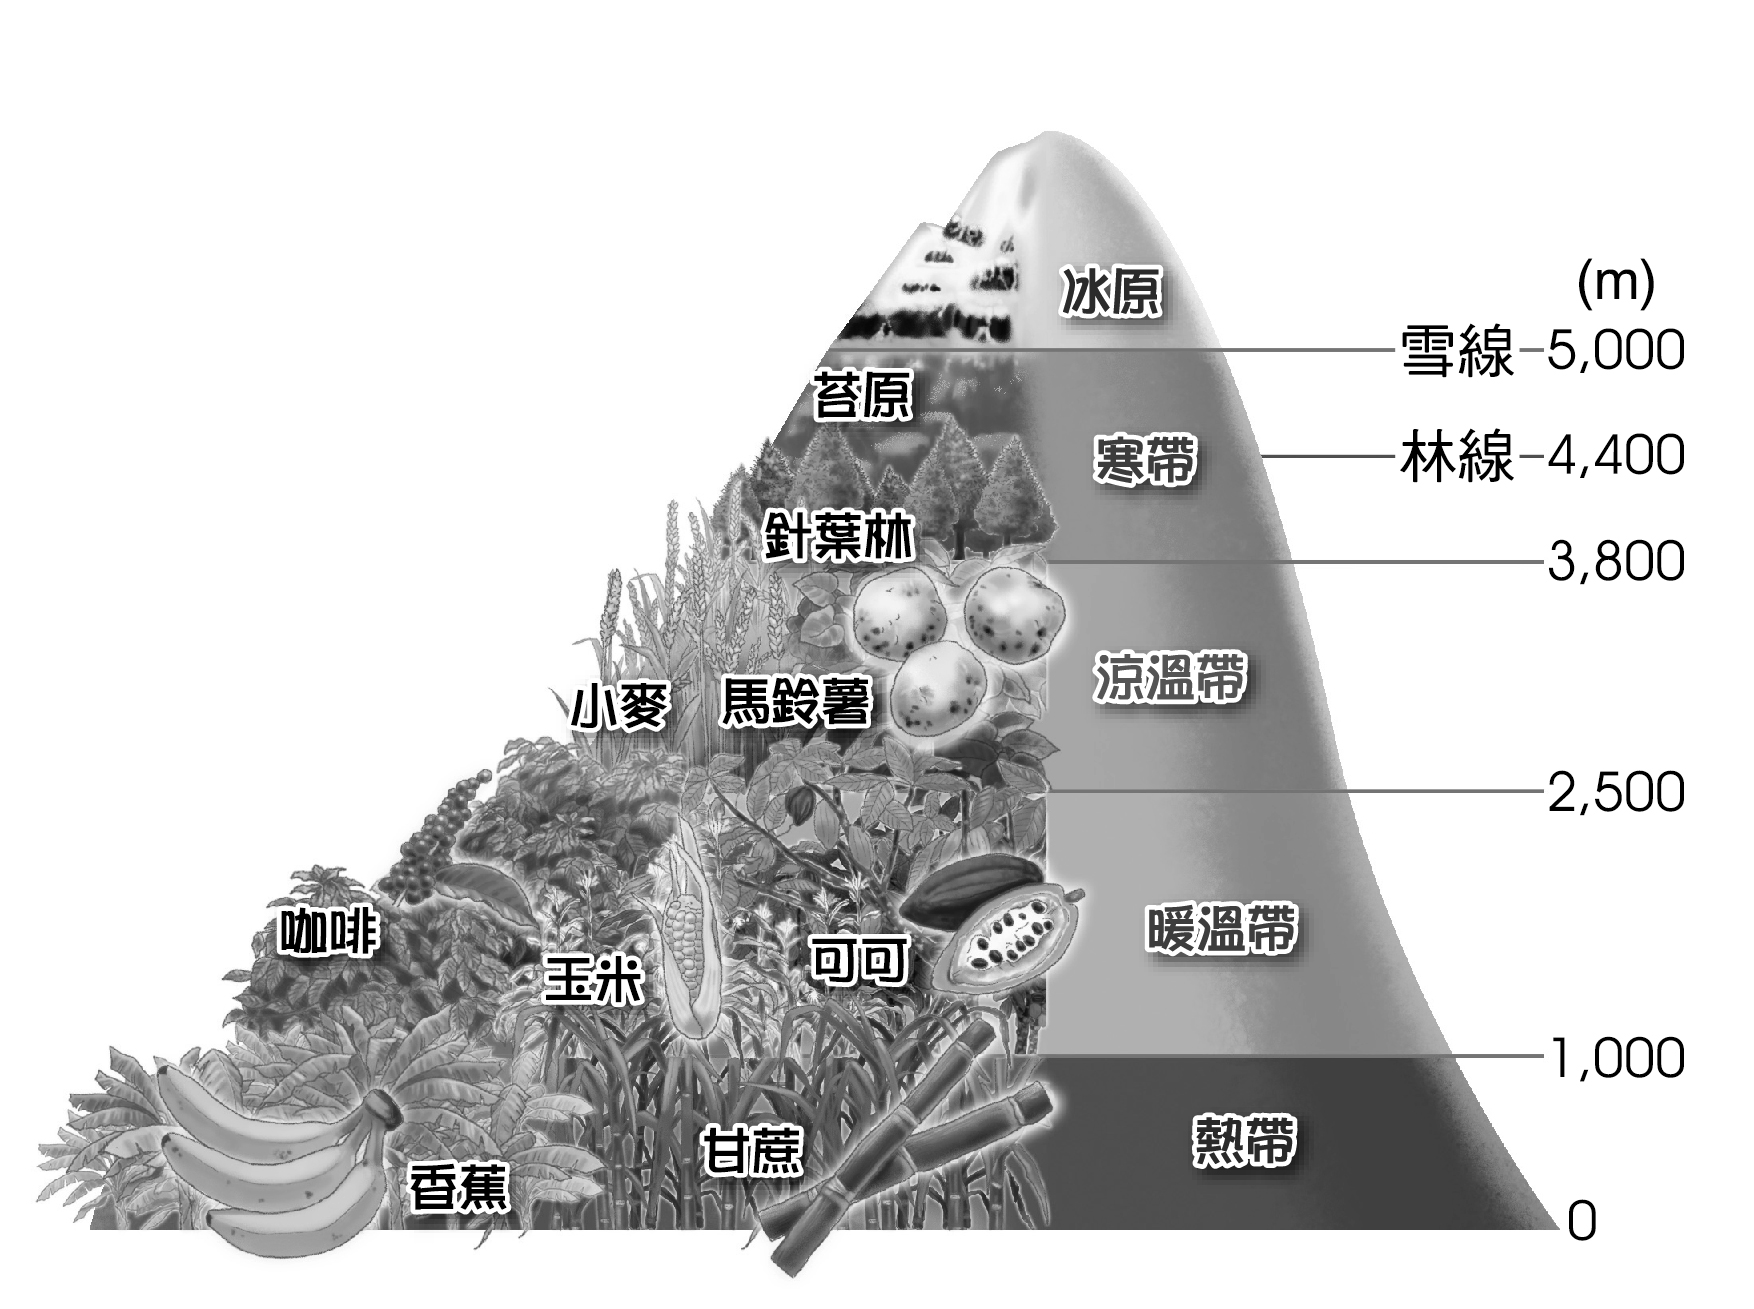 (m)
冰原
雪線 5,000
苔原
寒帶
林線 4,400
針葉林
3,800
涼溫帶
小麥
馬鈴薯
2,500
咖啡
玉米
可可
暖溫帶
1,000
熱帶
甘蔗
香蕉
0